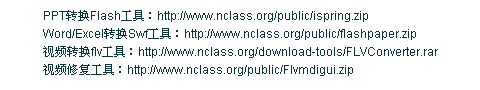 PPT转换Flash工具：http://www.nclass.org/public/ispring.zip
Word/Excel转换Swf工具：http://www.nclass.org/public/flashpaper.zip
视频转换flv工具：http://www.nclass.org/download-tools/FLVConverter.rar
视频修复工具：http://www.nclass.org/public/Flvmdigui.zip